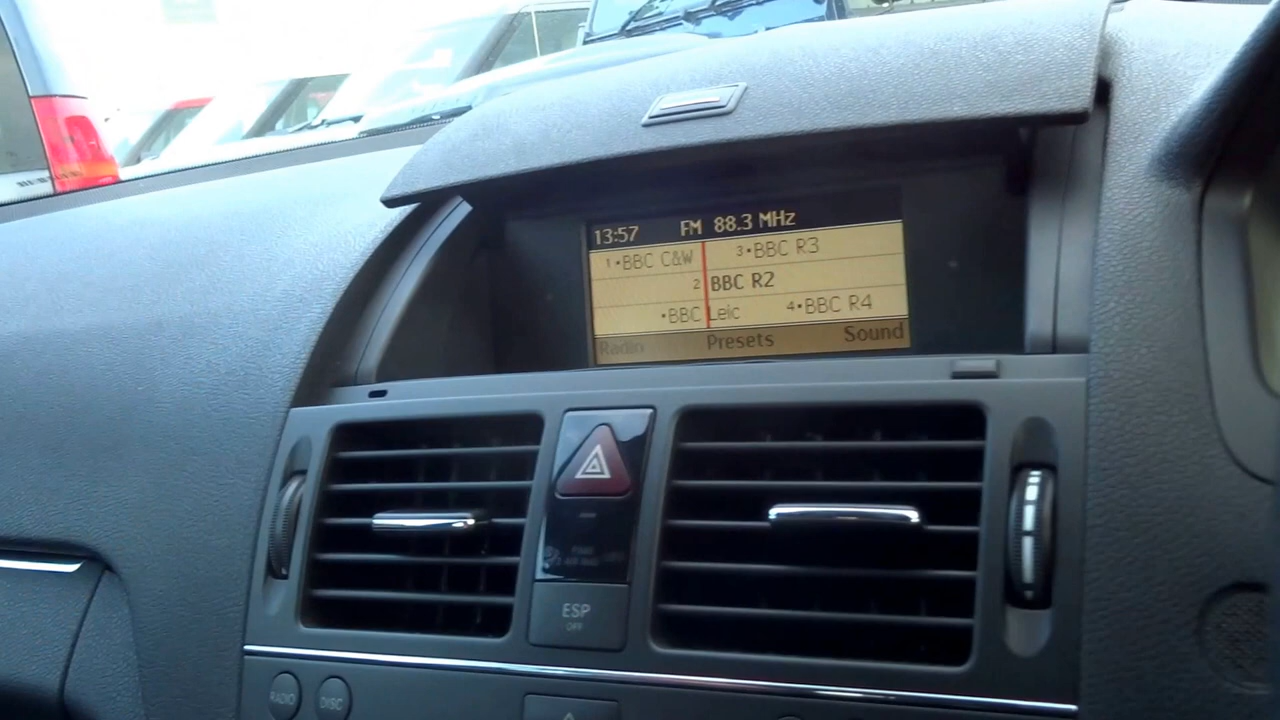 13:57 FM 88.3 MHz
1•BBC C&W 3•BBC R3
2 BBC R2
•BBC Leic 4•BBC R4
Radio Presets Sound
ESP
OFF
RADIO DISC